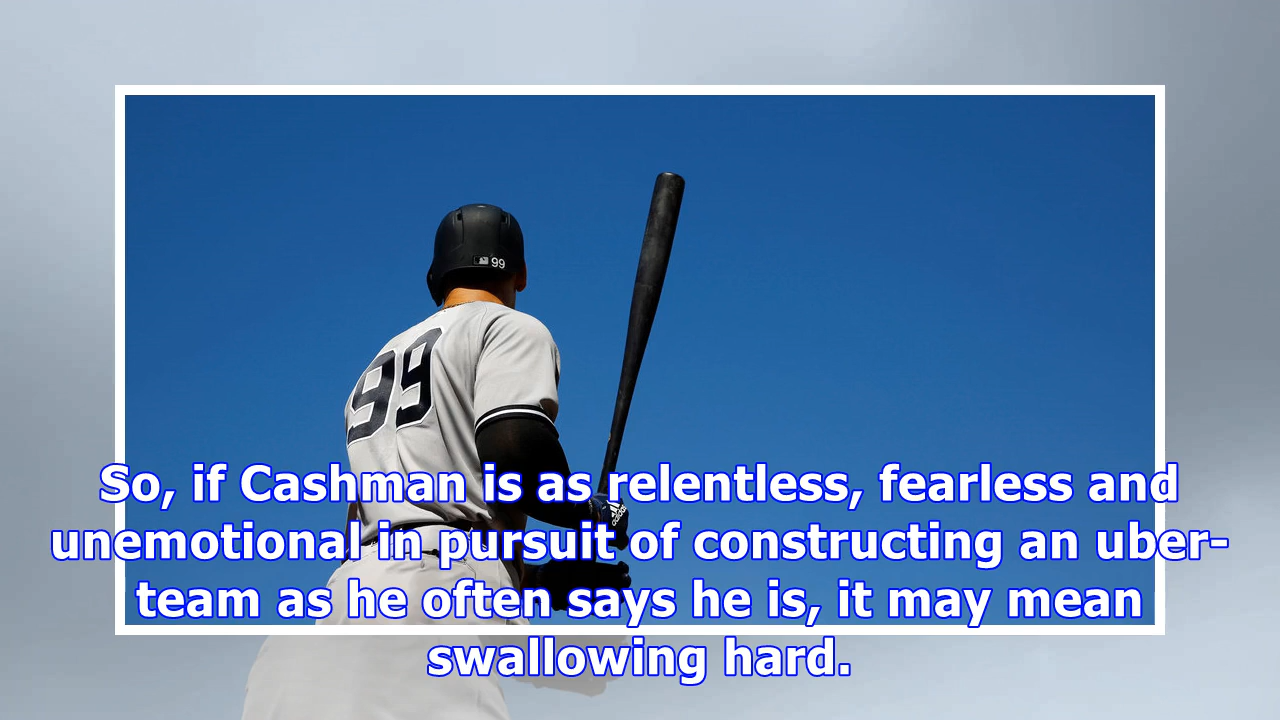 99
99
adidas
So, if Cashman is as relentless, fearless and
unemotional in pursuit of constructing an uber-
team as he often says he is, it may mean
swallowing hard.